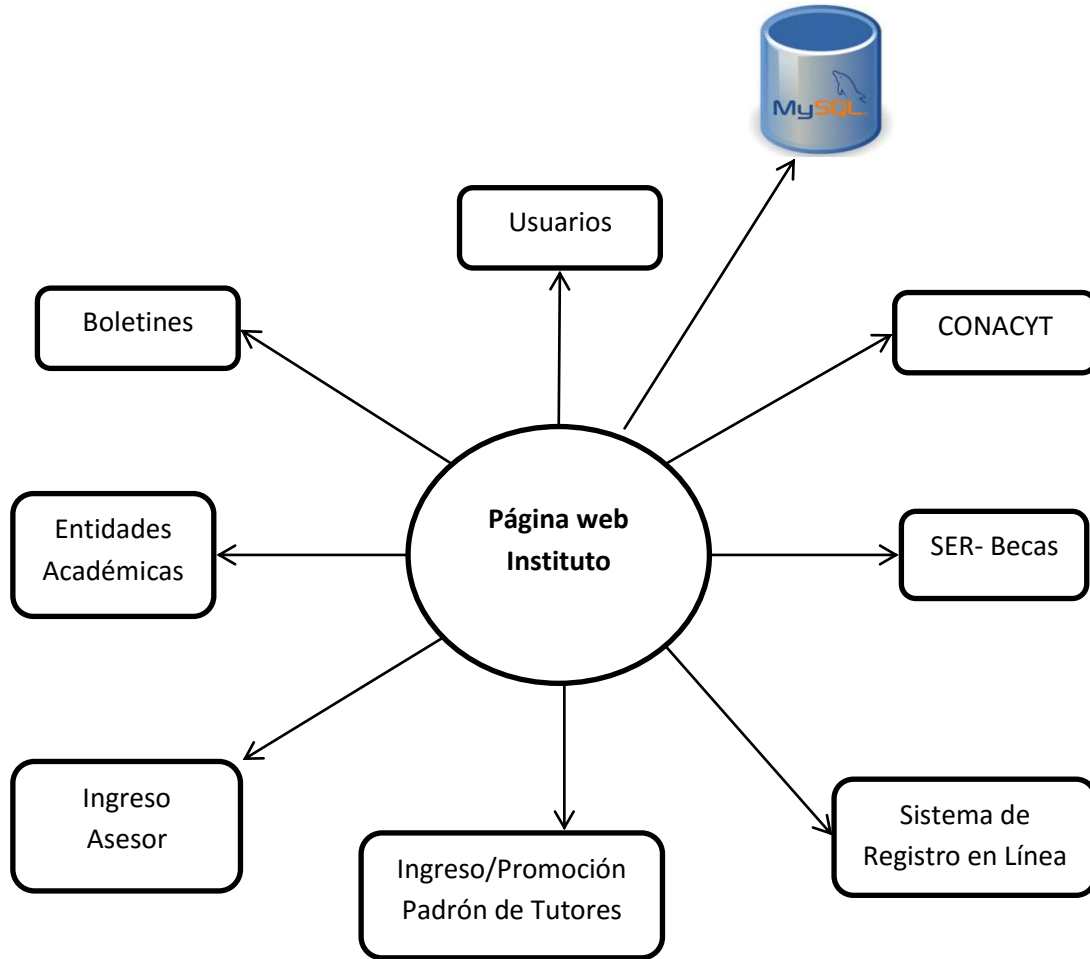 MySQL
Usuarios
Boletines
CONACYT
Página web
Instituto
Entidades
Académicas
SER- Becas
Ingreso
Asesor
Ingreso/Promoción
Padrón de Tutores
Sistema de
Registro en Línea